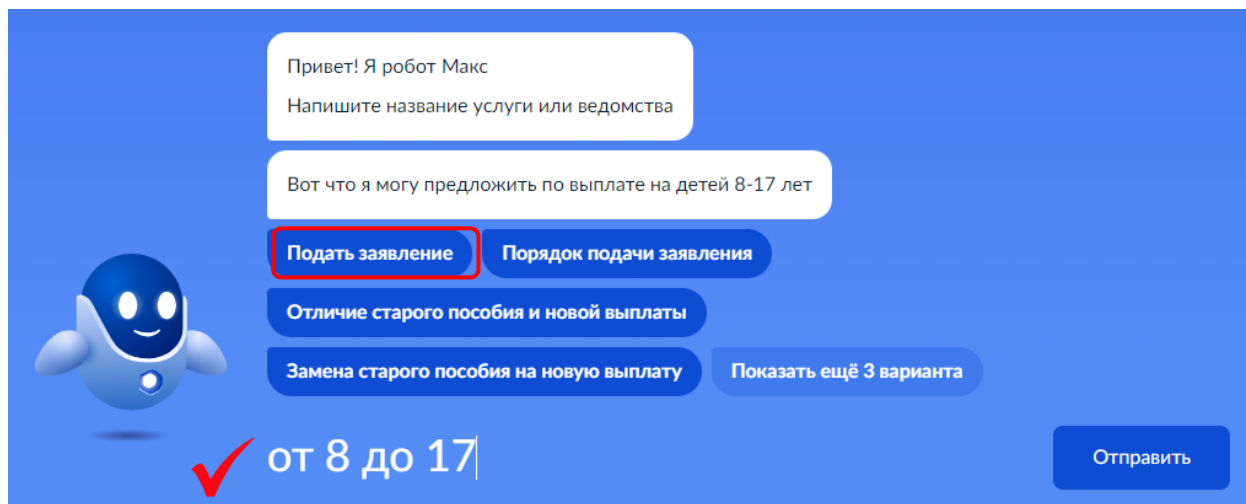 Привет! Я робот Макс
Напишите название услуги или ведомства
Вот что я могу предложить по выплате на детей 8-17 лет
Подать заявление
Порядок подачи заявления
Отличие старого пособия и новой выплаты
Замена старого пособия на новую выплату
Показать ещё 3 варианта
от 8 до 17
Отправить